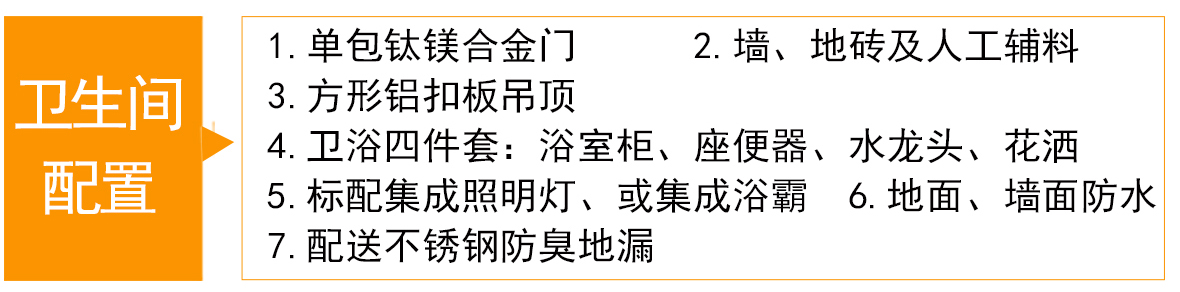 卫生间
配置
1.单包钛镁合金门 2.墙、地砖及人工辅料
3.方形铝扣板吊顶
4.卫浴四件套：浴室柜、座便器、水龙头、花洒
5.标配集成照明灯、或集成浴霸 6.地面、墙面防水
7.配送不锈钢防臭地漏